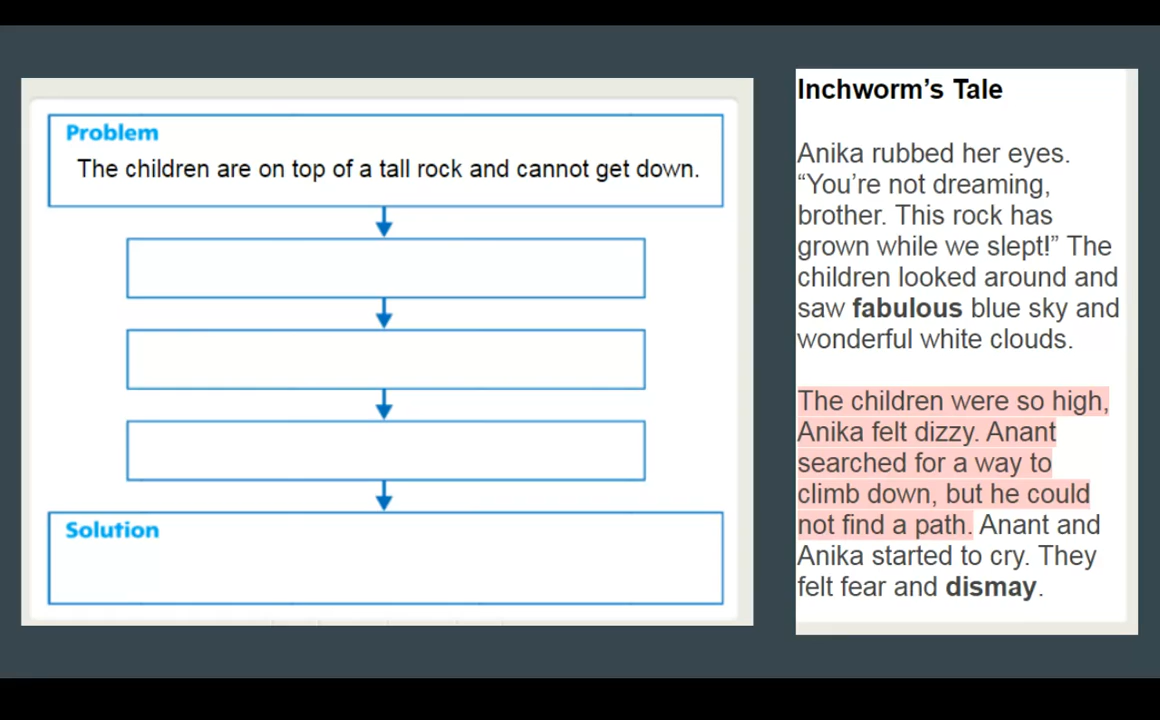 Problem
The children are on top of a tall rock and cannot get down.
Solution
Inchworm’s Tale
Anika rubbed her eyes.
“You’re not dreaming,
brother. This rock has
grown while we slept!” The
children looked around and
saw fabulous blue sky and
wonderful white clouds.
The children were so high,
Anika felt dizzy. Anant
searched for a way to
climb down, but he could
not find a path. Anant and
Anika started to cry. They
felt fear and dismay.